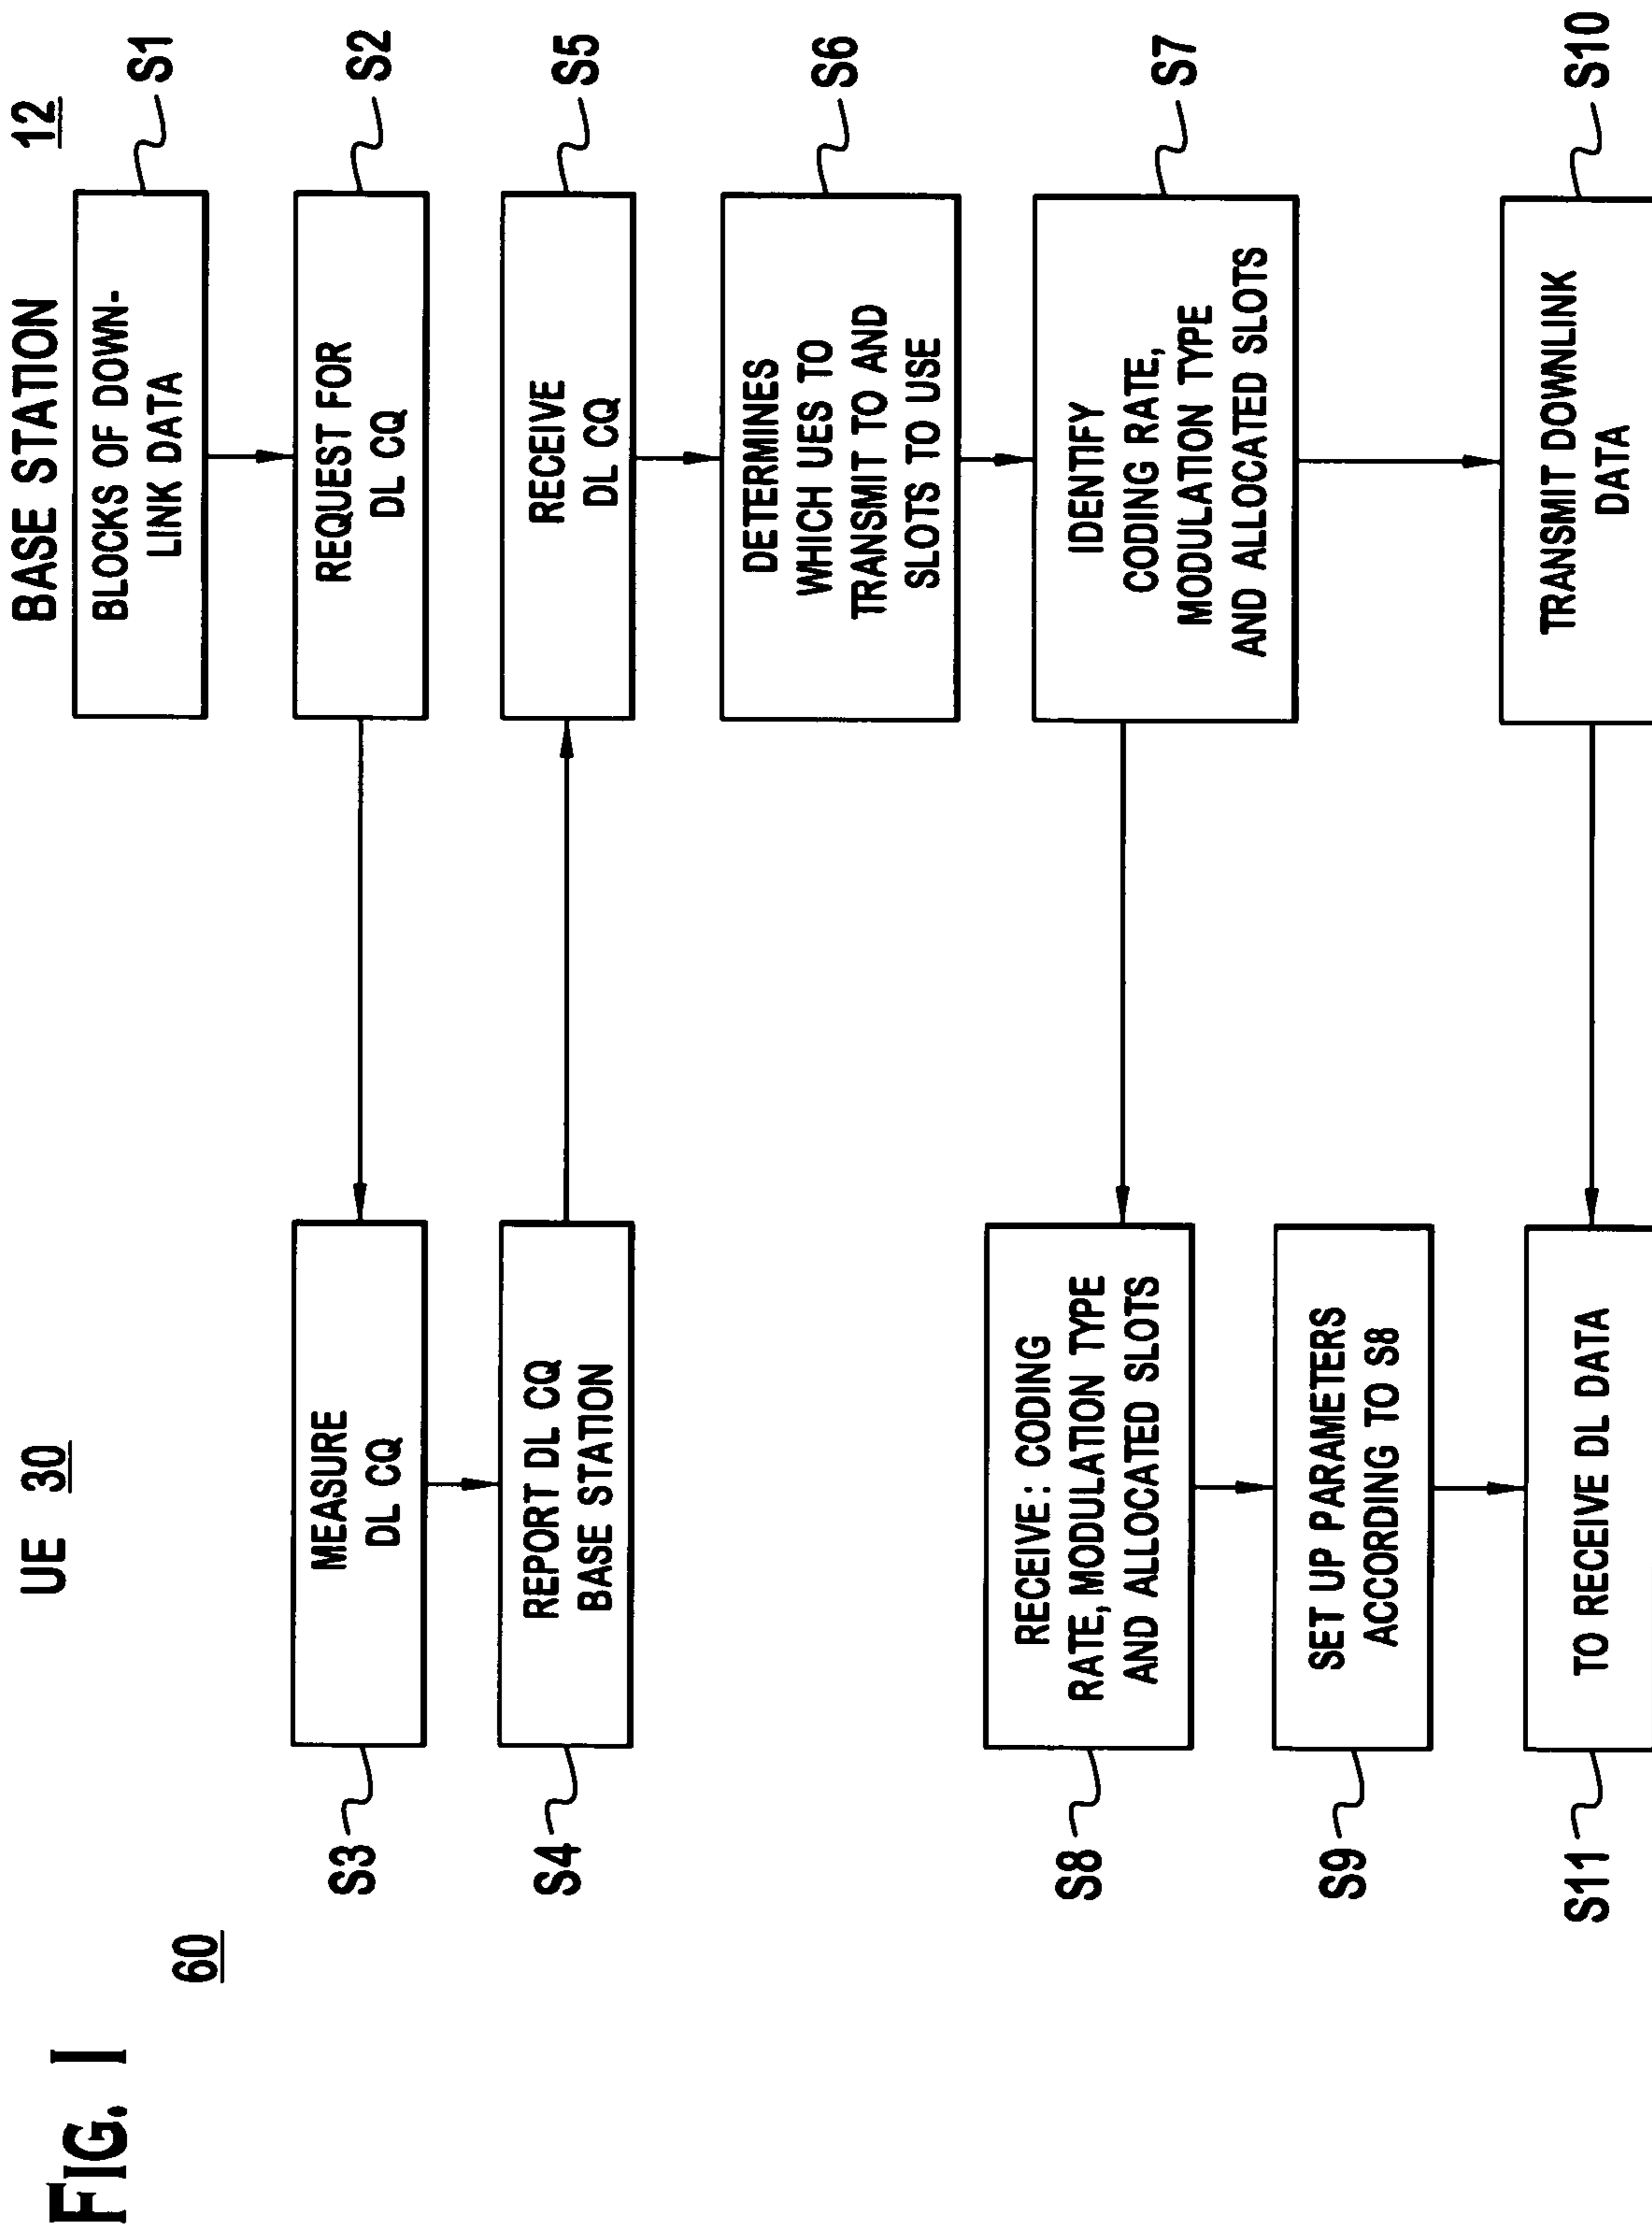 FIG. 1
60
UE 30
BASE STATION 12
BLOCKS OF DOWN-
LINK DATA
S1
REQUEST FOR
DL CQ
S2
S3
MEASURE
DL CQ
S4
REPORT DL CQ
BASE STATION
RECEIVE
DL CQ
S5
DETERMINES
WHICH UES TO
TRANSMIT TO AND
SLOTS TO USE
S6
IDENTIFY
CODING RATE,
MODULATION TYPE
AND ALLOCATED SLOTS
S7
S8
RECEIVE: CODING
RATE, MODULATION TYPE
AND ALLOCATED SLOTS
S9
SET UP PARAMETERS
ACCORDING TO S8
TRANSMIT DOWNLINK
DATA
S10
S11
TO RECEIVE DL DATA